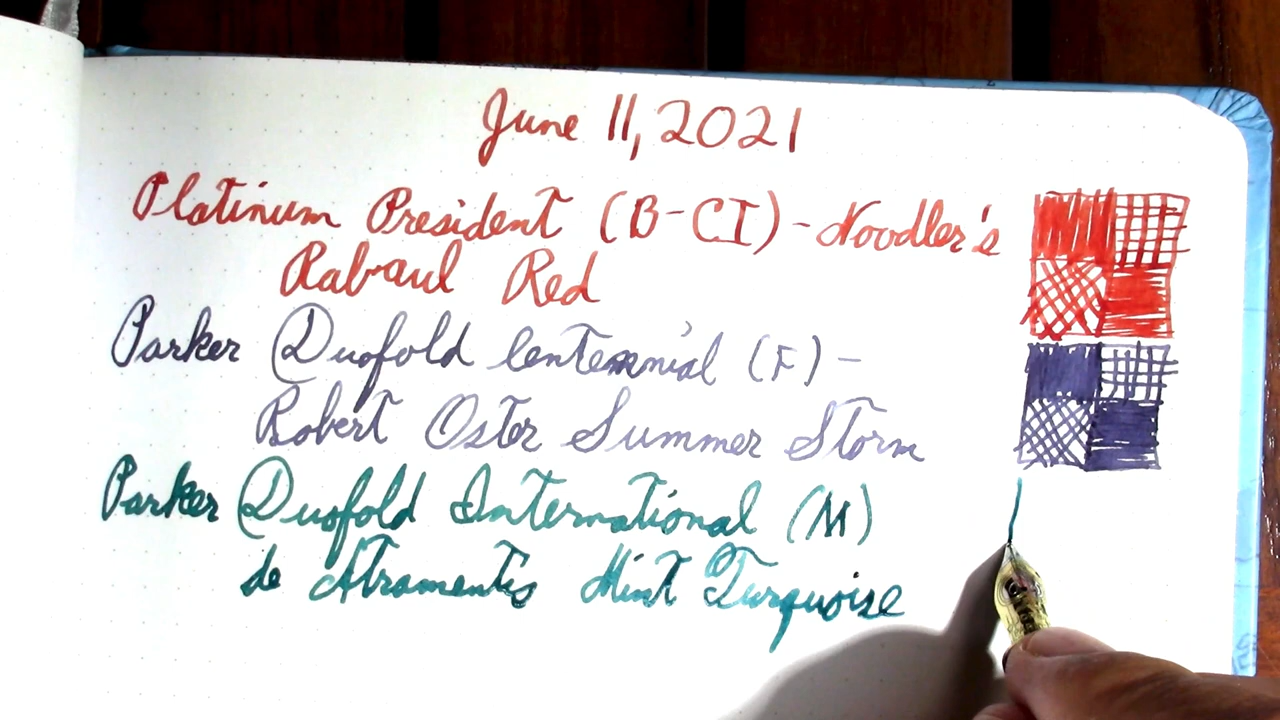 June 11, 2021
Platinum President (B-CI) - Noodler's
Rabaul Red
Parker Duofold Centennial (F) -
Robert Oster Summer Storm
Parker Duofold International (M)
de Atramentis Mint Turquoise